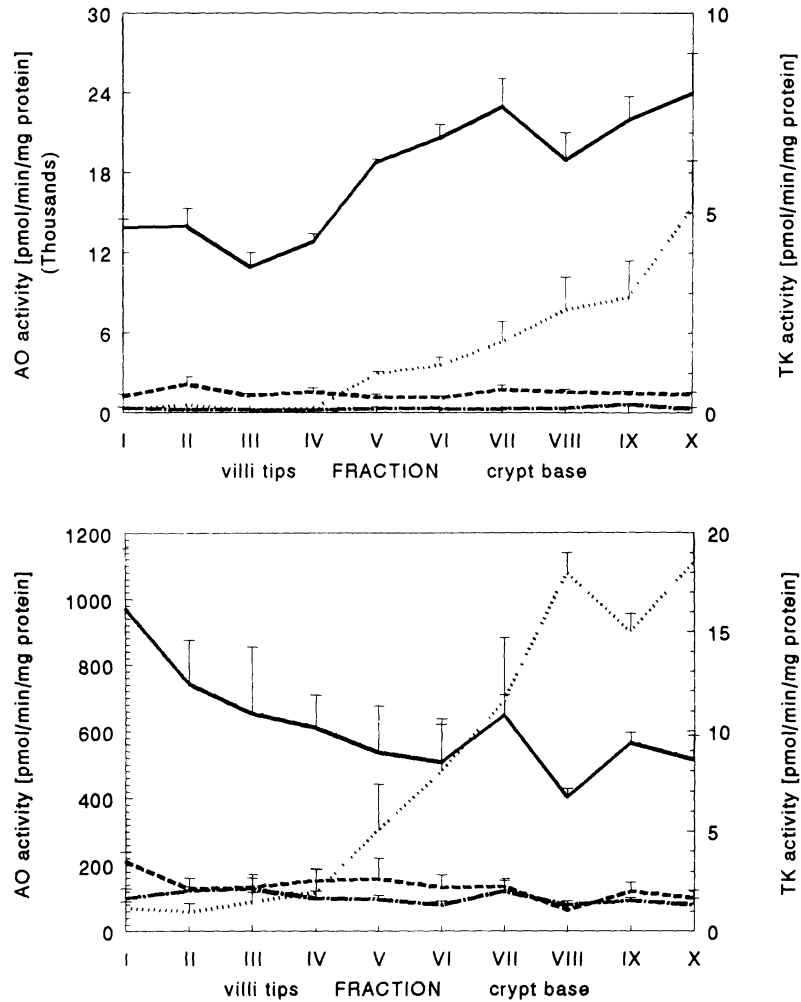 30
24
18
12
6
0
10
5
0
AO activity [pmol/min/mg protein]
(Thousands)
TK activity [pmol/min/mg protein]
I II III IV V VI VII VIII IX X
villi tips FRACTION crypt base
1200
1000
800
600
400
200
0
20
15
10
5
0
AO activity [pmol/min/mg protein]
TK activity [pmol/min/mg protein]
I II III IV V VI VII VIII IX X
villi tips FRACTION crypt base